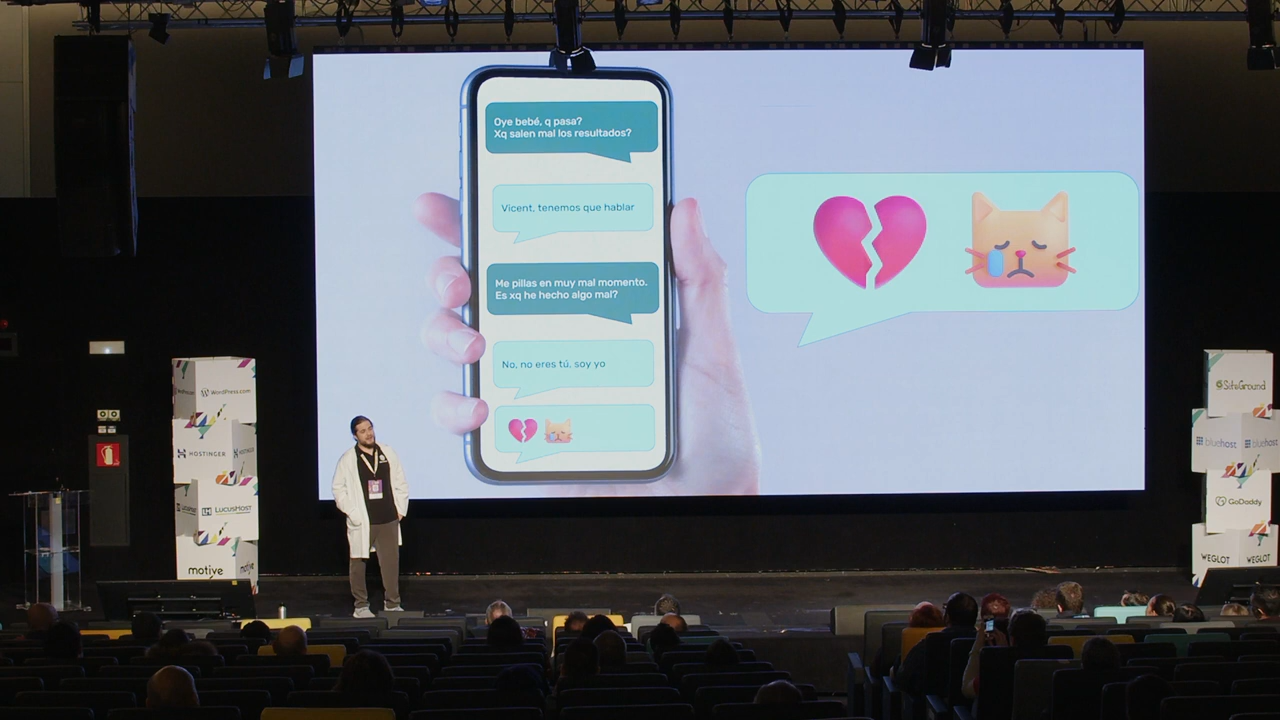 Oye bebé, q pasa?
Xq salen mal los resultados?
Vicent, tenemos que hablar
Me pillas en muy mal momento.
Es xq he hecho algo mal?
No, no eres tú, soy yo
WordPress.com
HOSTINGER
LucusHost
motive
SiteGround
bluehost
bluehost
GoDaddy
WEGLOT
WEGLOT